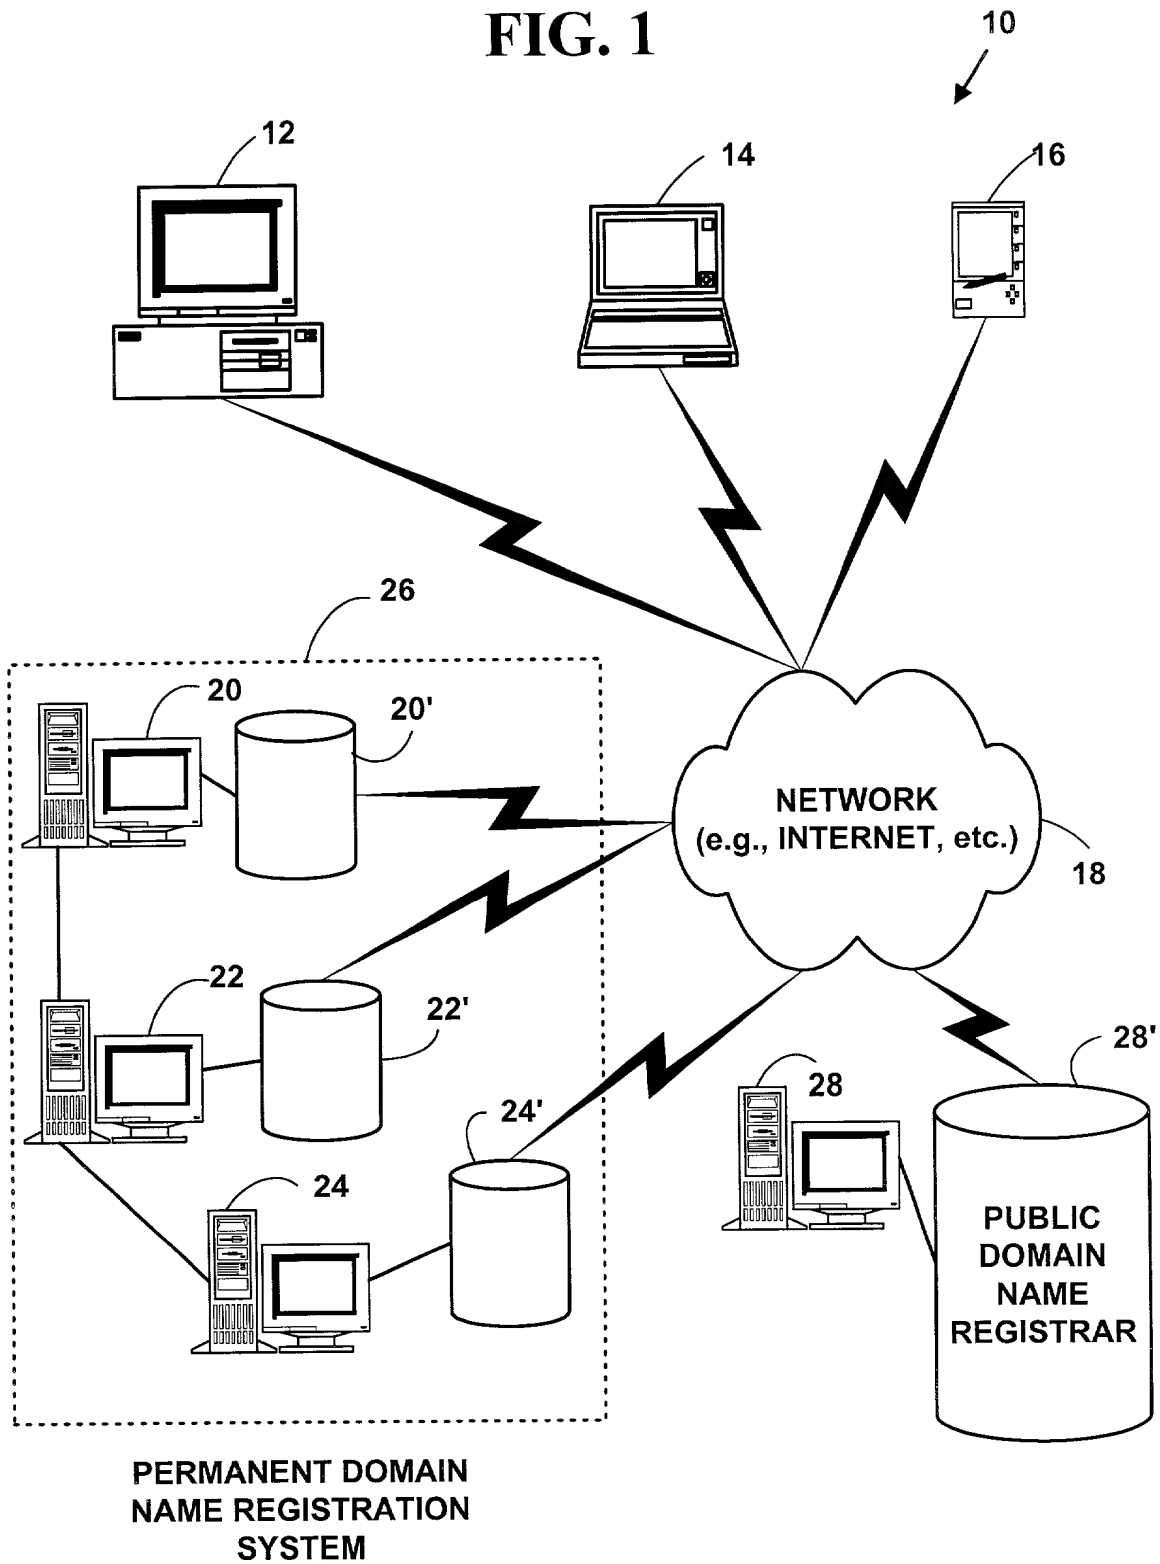 FIG. 1
10
12
14
16
26
20
20'
NETWORK
(e.g., INTERNET, etc.)
18
22
22'
28'
28
24'
24
PUBLIC
DOMAIN
NAME
REGISTRAR
PERMANENT DOMAIN
NAME REGISTRATION
SYSTEM